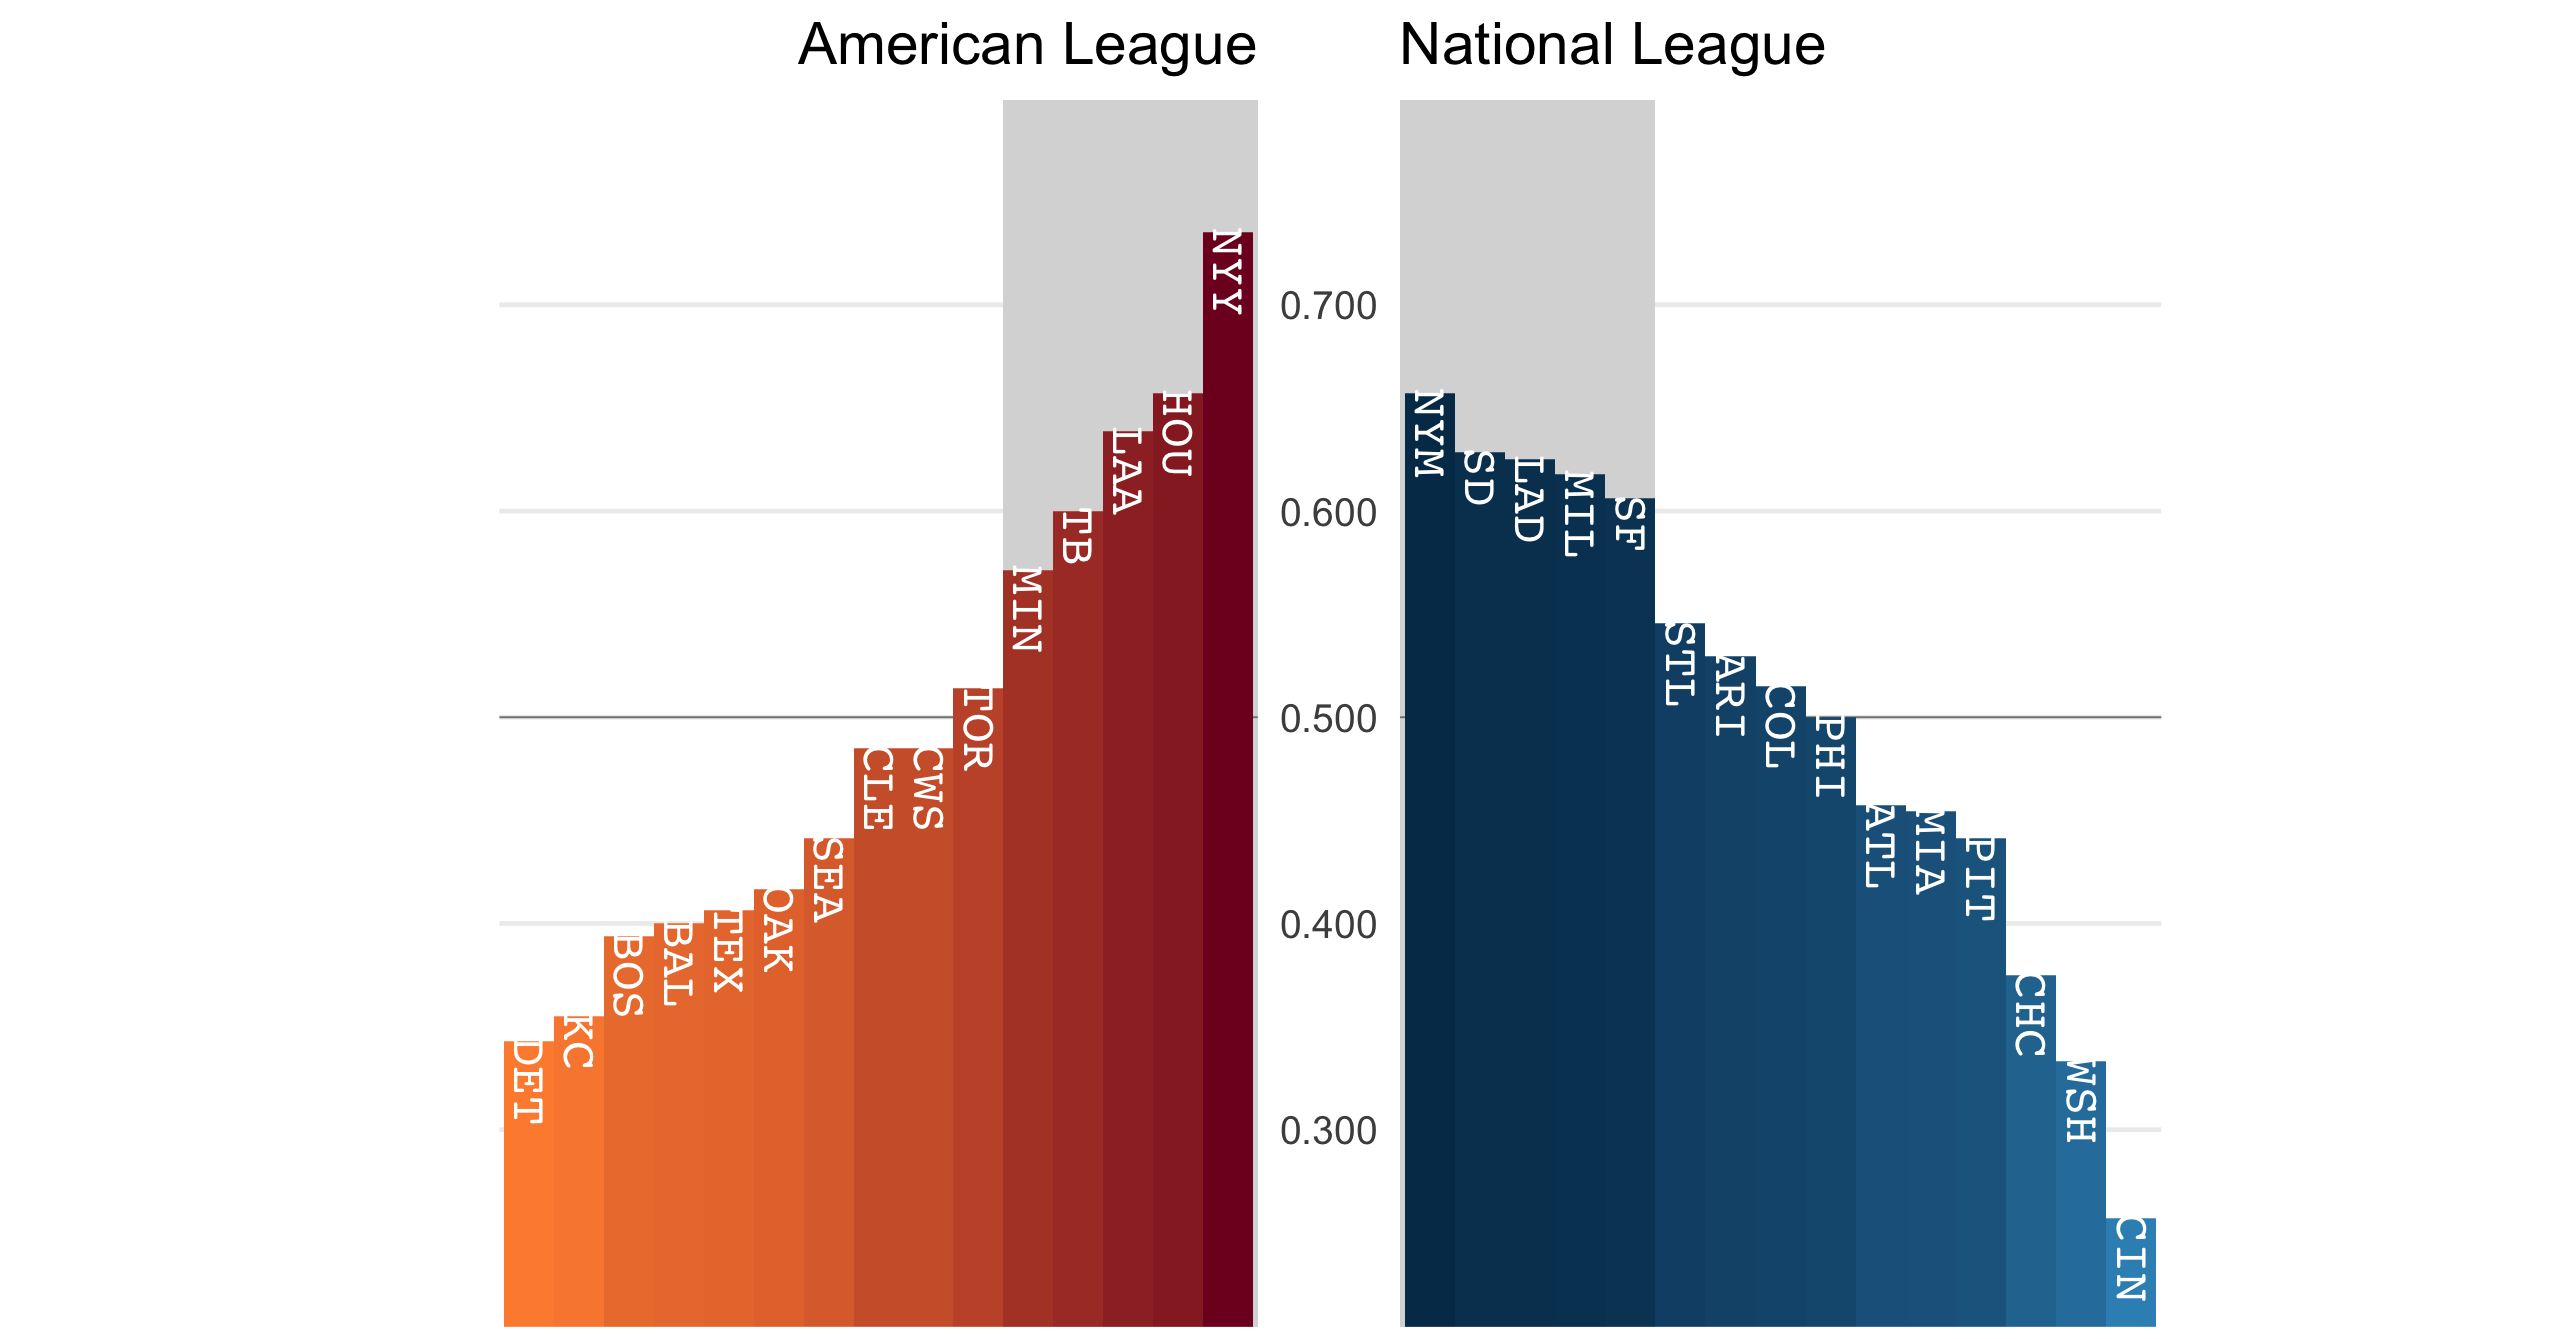 American League
National League
0.700
0.600
0.500
0.400
0.300
DET
KC
BOS
BAL
TEX
OAK
SEA
CLE
CWS
TOR
MIN
TB
LAA
HOU
NYY
NYM
SD
LAD
MIL
SF
STL
ARI
COL
PHI
ATL
MIA
PIT
CHC
WSH
CIN